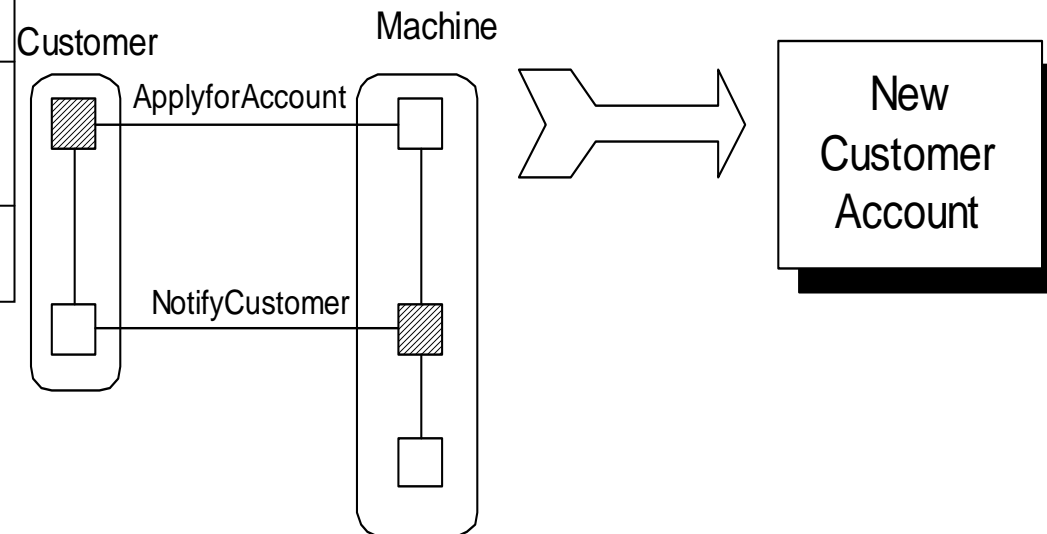 Customer
Machine
ApplyforAccount
NotifyCustomer
New
Customer
Account